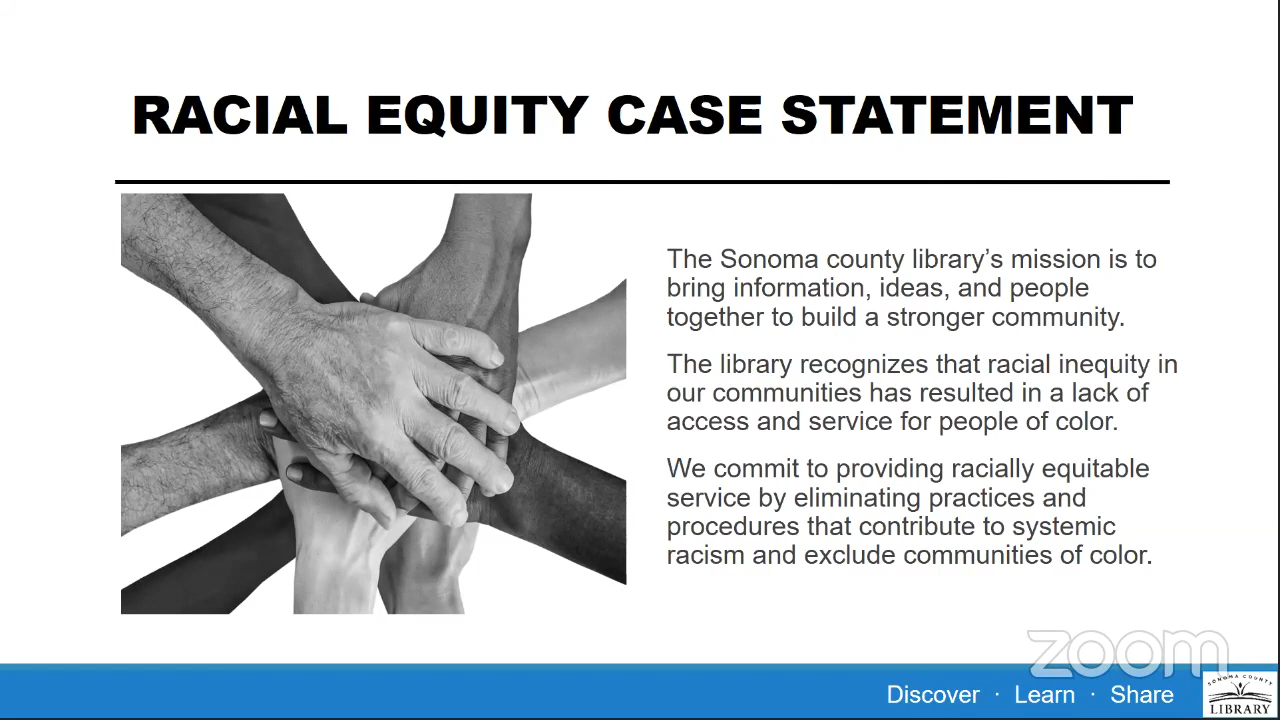 RACIAL EQUITY CASE STATEMENT
The Sonoma county library’s mission is to
bring information, ideas, and people
together to build a stronger community.
The library recognizes that racial inequity in
our communities has resulted in a lack of
access and service for people of color.
We commit to providing racially equitable
service by eliminating practices and
procedures that contribute to systemic
racism and exclude communities of color.
zoom
Discover · Learn · Share
SONOMA COUNTY
LIBRARY